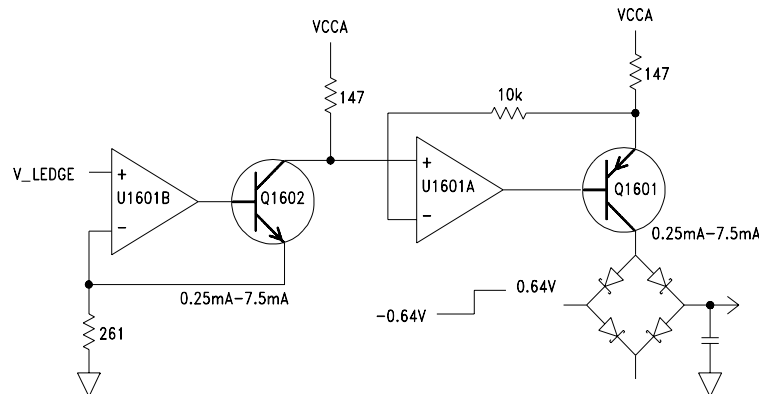 VCCA
147
V_LEDGE
+
U1601B
−
Q1602
0.25mA−7.5mA
261
10k
VCCA
147
+
U1601A
−
Q1601
0.25mA−7.5mA
−0.64V
0.64V